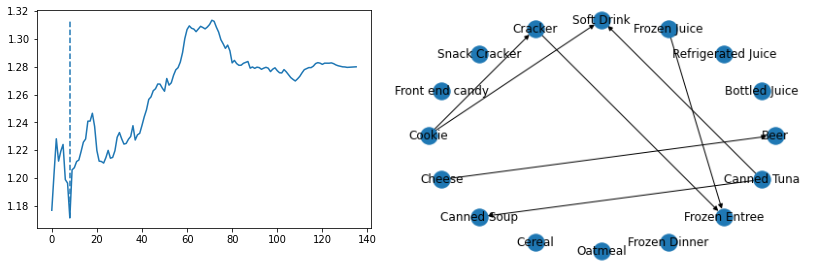 1.32
1.30
1.28
1.26
1.24
1.22
1.20
1.18
0 20 40 60 80 100 120 140
Soft Drink
Cracker
Frozen Juice
Snack Cracker
Refrigerated Juice
Front end candy
Bottled Juice
Cookie
Beer
Cheese
Canned Tuna
Canned Soup
Frozen Entree
Cereal
Frozen Dinner
Oatmeal